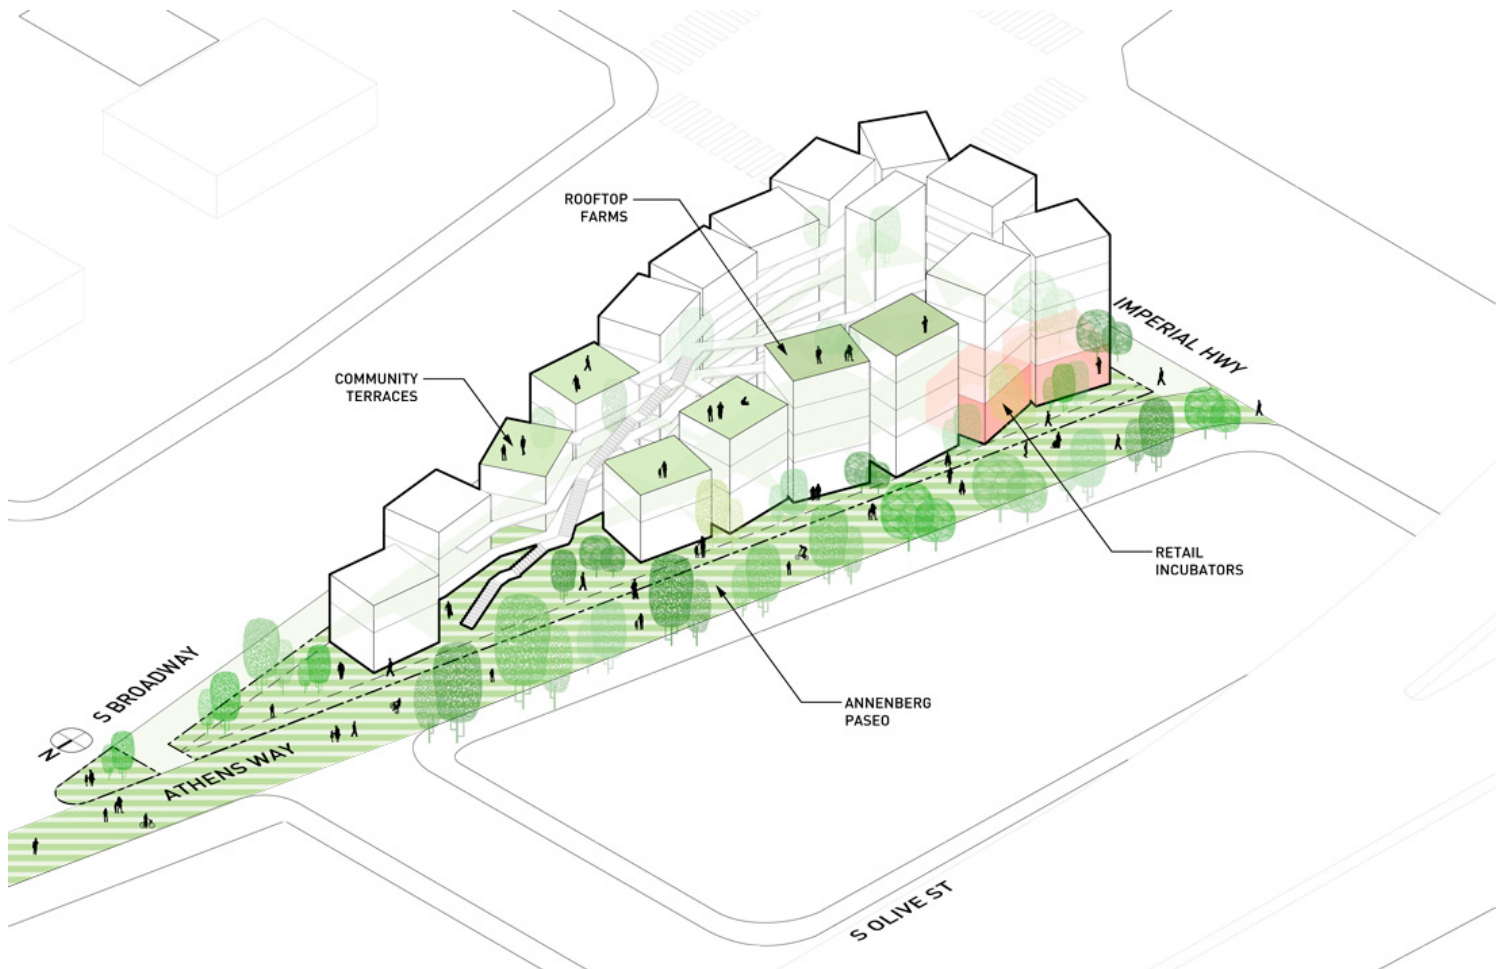 ROOFTOP
FARMS
COMMUNITY
TERRACES
IMPERIAL HWY
RETAIL
INCUBATORS
ANNENBERG
PASEO
S BROADWAY
N
ATHENS WAY
S OLIVE ST